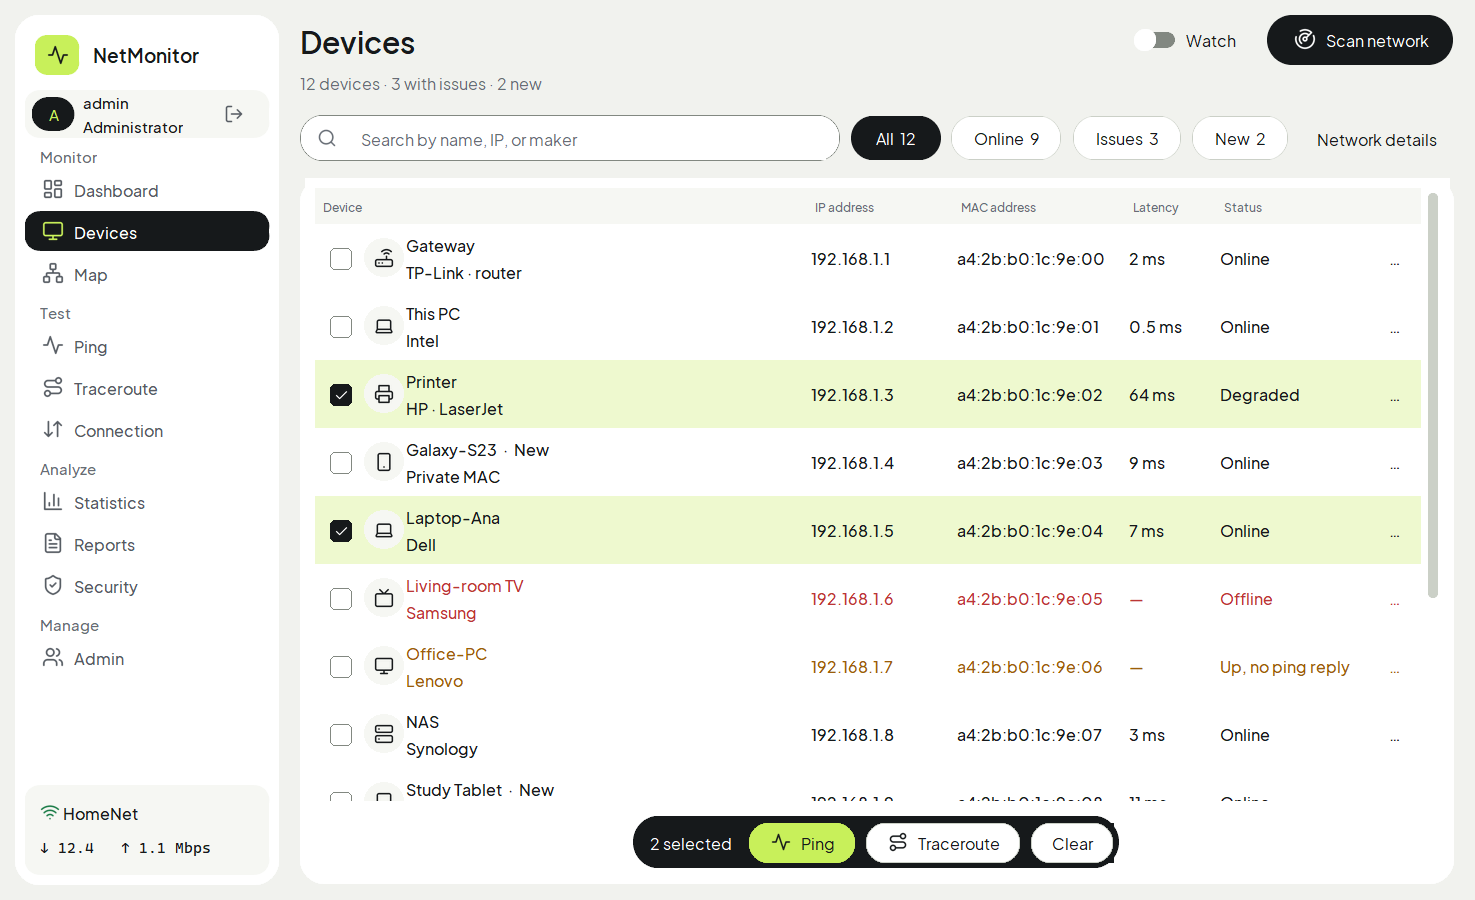 NetMonitor
A
admin
Administrator
Monitor
Dashboard
Devices
Map
Test
Ping
Traceroute
Connection
Analyze
Statistics
Reports
Security
Manage
Admin
HomeNet
↓ 12.4 ↑ 1.1 Mbps
Devices
Watch
Scan network
12 devices · 3 with issues · 2 new
Search by name, IP, or maker
All 12
Online 9
Issues 3
New 2
Network details
Device IP address MAC address Latency Status
Gateway
TP-Link · router
192.168.1.1 a4:2b:b0:1c:9e:00 2 ms Online ...
This PC
Intel
192.168.1.2 a4:2b:b0:1c:9e:01 0.5 ms Online ...
Printer
HP · LaserJet
192.168.1.3 a4:2b:b0:1c:9e:02 64 ms Degraded ...
Galaxy-S23 · New
Private MAC
192.168.1.4 a4:2b:b0:1c:9e:03 9 ms Online ...
Laptop-Ana
Dell
192.168.1.5 a4:2b:b0:1c:9e:04 7 ms Online ...
Living-room TV
Samsung
192.168.1.6 a4:2b:b0:1c:9e:05 — Offline ...
Office-PC
Lenovo
192.168.1.7 a4:2b:b0:1c:9e:06 — Up, no ping reply ...
NAS
Synology
192.168.1.8 a4:2b:b0:1c:9e:07 3 ms Online ...
Study Tablet · New
2 selected
Ping
Traceroute
Clear